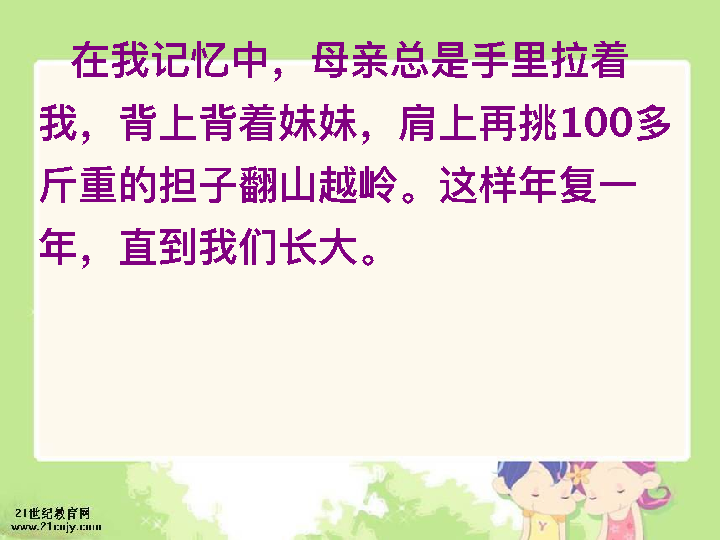 在我记忆中，母亲总是手里拉着
我，背上背着妹妹，肩上再挑100多
斤重的担子翻山越岭。这样年复一
年，直到我们长大。
21世纪教育网
www.21cnjy.com
Y